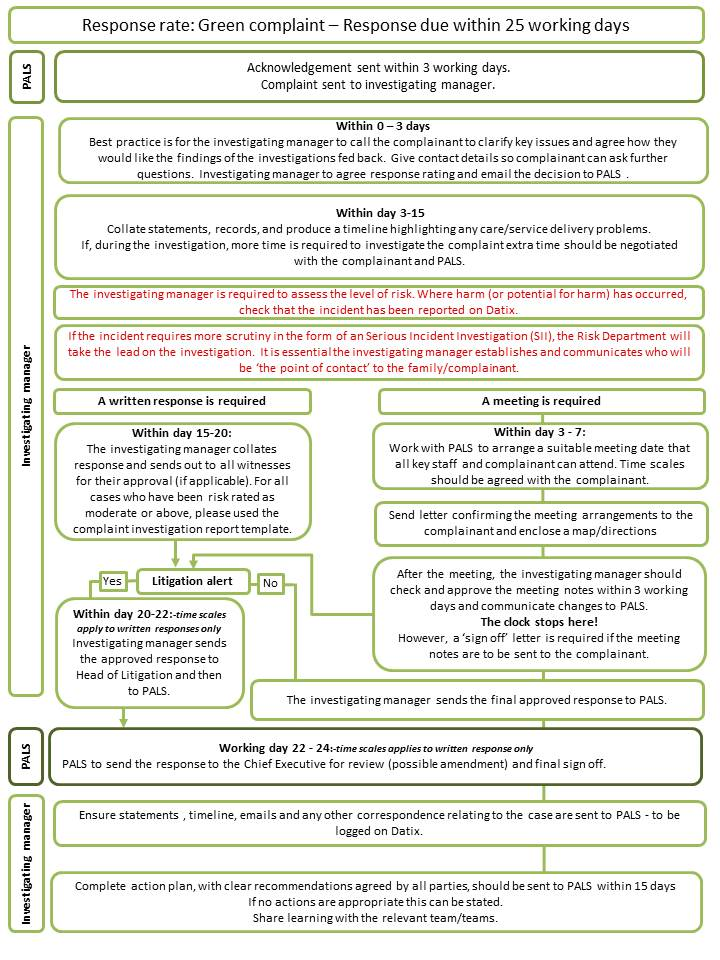 Response rate: Green complaint – Response due within 25 working days
PALS
Acknowledgement sent within 3 working days.
Complaint sent to investigating manager.
Investigating manager
Within 0 – 3 days
Best practice is for the investigating manager to call the complainant to clarify key issues and agree how they
would like the findings of the investigations fed back. Give contact details so complainant can ask further
questions. Investigating manager to agree response rating and email the decision to PALS .
Within day 3-15
Collate statements, records, and produce a timeline highlighting any care/service delivery problems.
If, during the investigation, more time is required to investigate the complaint extra time should be negotiated
with the complainant and PALS.
The investigating manager is required to assess the level of risk. Where harm (or potential for harm) has occurred,
check that the incident has been reported on Datix.
If the incident requires more scrutiny in the form of an Serious Incident Investigation (SII), the Risk Department will
take the lead on the investigation. It is essential the investigating manager establishes and communicates who will
be ‘the point of contact’ to the family/complainant.
A written response is required
Within day 15-20:
The investigating manager collates
response and sends out to all witnesses
for their approval (if applicable). For all
cases who have been risk rated as
moderate or above, please used the
complaint investigation report template.
A meeting is required
Within day 3 - 7:
Work with PALS to arrange a suitable meeting date that
all key staff and complainant can attend. Time scales
should be agreed with the complainant.
Send letter confirming the meeting arrangements to the
complainant and enclose a map/directions
After the meeting, the investigating manager should
check and approve the meeting notes within 3 working
days and communicate changes to PALS.
The clock stops here!
However, a ‘sign off’ letter is required if the meeting
notes are to be sent to the complainant.
Yes
Litigation alert
No
Within day 20-22:-time scales
apply to written responses only
Investigating manager sends
the approved response to
Head of Litigation and then
to PALS.
The investigating manager sends the final approved response to PALS.
PALS
Working day 22 - 24:-time scales applies to written response only
PALS to send the response to the Chief Executive for review (possible amendment) and final sign off.
Investigating manager
Ensure statements , timeline, emails and any other correspondence relating to the case are sent to PALS - to be
logged on Datix.
Complete action plan, with clear recommendations agreed by all parties, should be sent to PALS within 15 days
If no actions are appropriate this can be stated.
Share learning with the relevant team/teams.